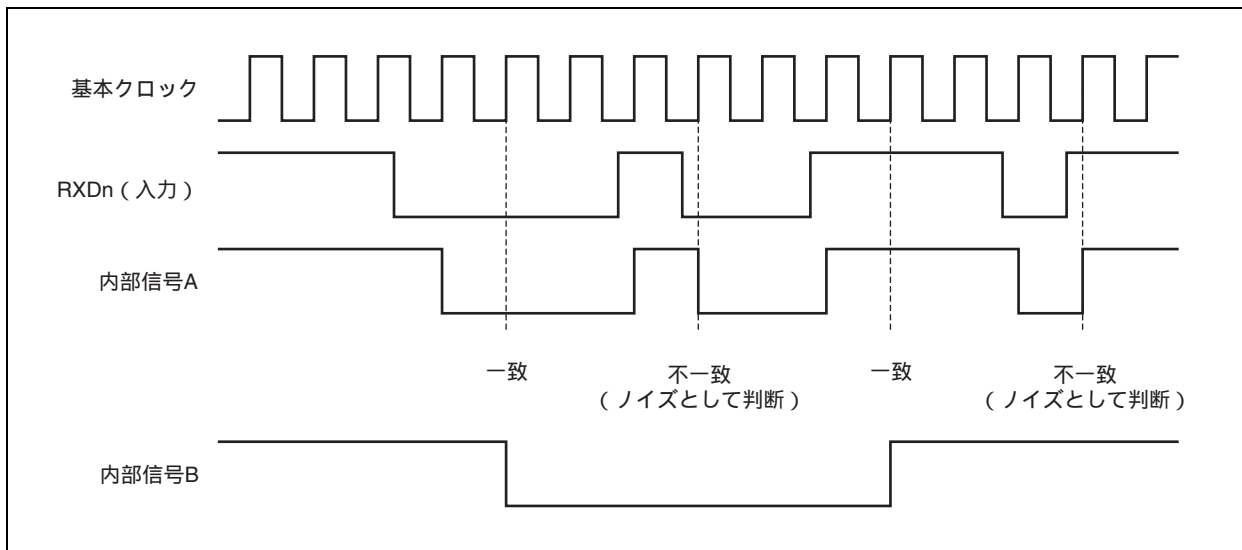 基本クロック
RXDn（入力）
内部信号A
一致
不一致
（ノイズとして判断）
一致
不一致
（ノイズとして判断）
内部信号B